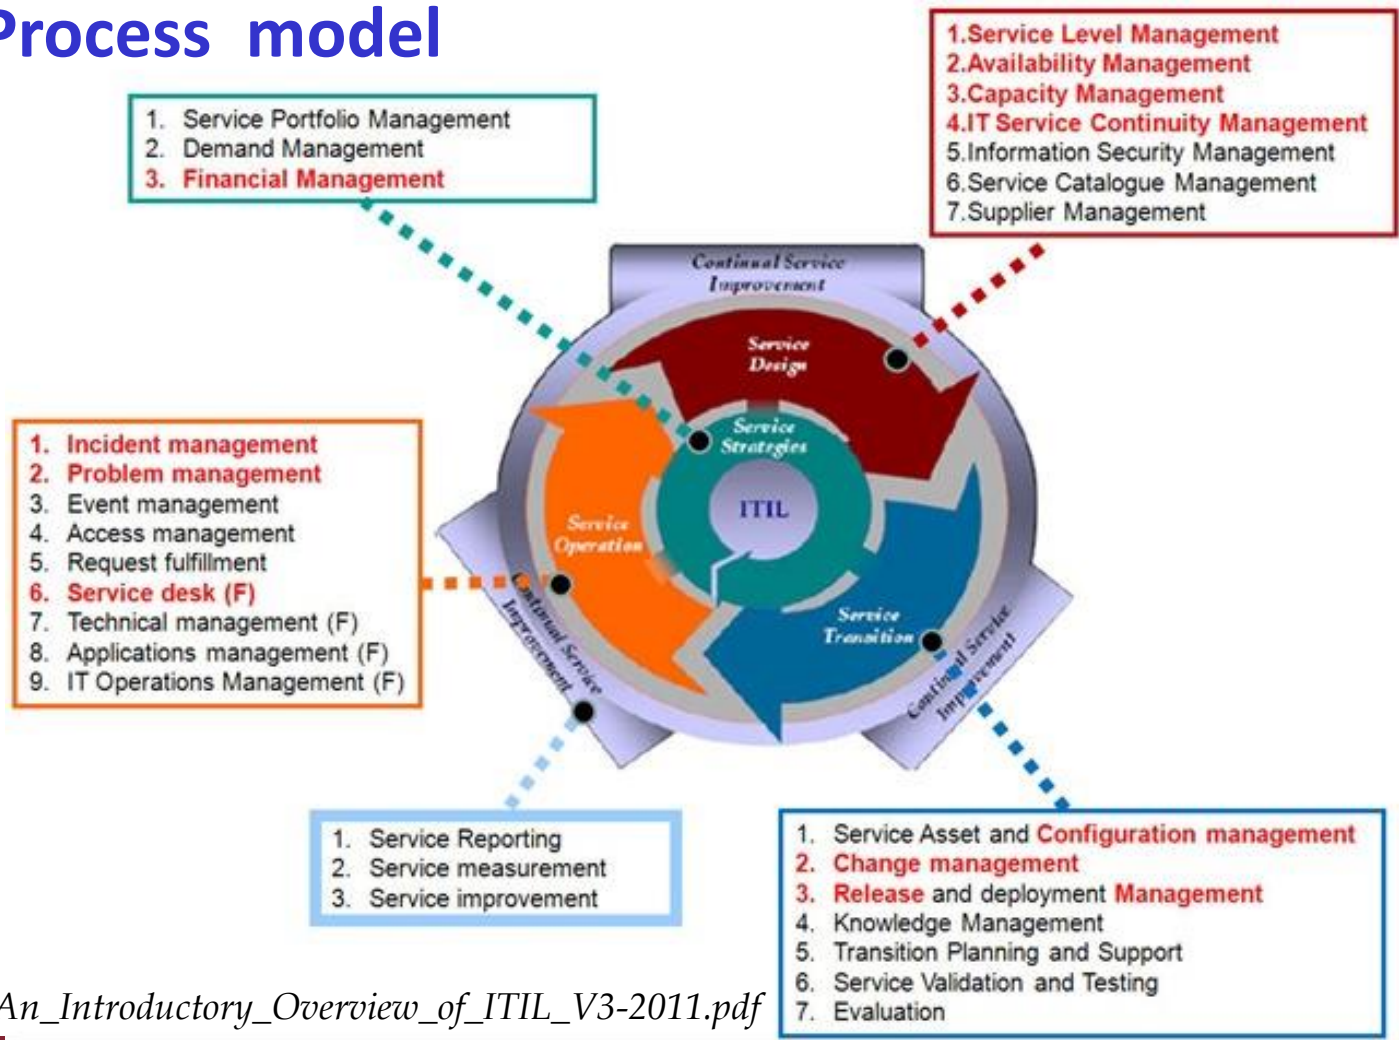 Process model
1. Service Portfolio Management
2. Demand Management
3. Financial Management
1.Service Level Management
2.Availability Management
3.Capacity Management
4.IT Service Continuity Management
5.Information Security Management
6.Service Catalogue Management
7.Supplier Management
Continual Service
Improvement
Service
Design
Service
Stratrgies
ITIL
Service
Operation
Service
Transition
Continual Service
Improvement
Continual Service
Improvement
1. Incident management
2. Problem management
3. Event management
4. Access management
5. Request fulfillment
6. Service desk (F)
7. Technical management (F)
8. Applications management (F)
9. IT Operations Management (F)
1. Service Reporting
2. Service measurement
3. Service improvement
1. Service Asset and Configuration management
2. Change management
3. Release and deployment Management
4. Knowledge Management
5. Transition Planning and Support
6. Service Validation and Testing
7. Evaluation
An_Introductory_Overview_of_ITIL_V3-2011.pdf